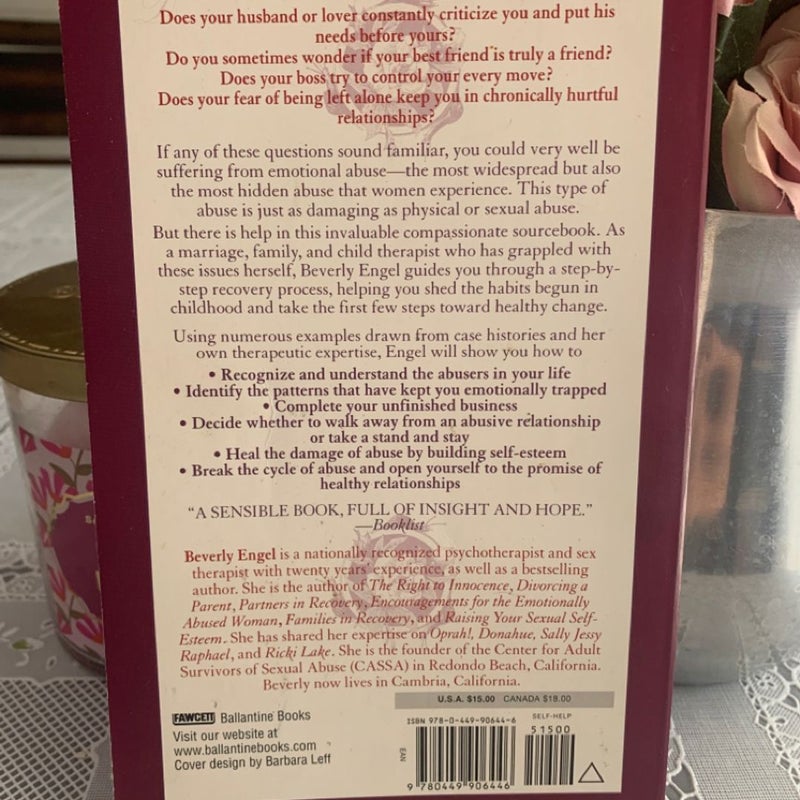 Does your husband or lover constantly criticize you and put his
needs before yours?
Do you sometimes wonder if your best friend is truly a friend?
Does your boss try to control your every move?
Does your fear of being left alone keep you in chronically hurtful
relationships?
If any of these questions sound familiar, you could very well be
suffering from emotional abuse—the most widespread but also
the most hidden abuse that women experience. This type of
abuse is just as damaging as physical or sexual abuse.
But there is help in this invaluable compassionate sourcebook. As
a marriage, family, and child therapist who has grappled with
these issues herself, Beverly Engel guides you through a step-by-
step recovery process, helping you shed the habits begun in
childhood and take the first few steps toward healthy change.
Using numerous examples drawn from case histories and her
own therapeutic expertise, Engel will show you how to
• Recognize and understand the abusers in your life
• Identify the patterns that have kept you emotionally trapped
• Complete your unfinished business
• Decide whether to walk away from an abusive relationship
or take a stand and stay
• Heal the damage of abuse by building self-esteem
• Break the cycle of abuse and open yourself to the promise of
healthy relationships
“A SENSIBLE BOOK, FULL OF INSIGHT AND HOPE.”
—Booklist
Beverly Engel is a nationally recognized psychotherapist and sex
therapist with twenty years’ experience, as well as a bestselling
author. She is the author of The Right to Innocence, Divorcing a
Parent, Partners in Recovery, Encouragements for the Emotionally
Abused Woman, Families in Recovery, and Raising Your Sexual Self-
Esteem. She has shared her expertise on Oprah!, Donahue, Sally Jessy
Raphael, and Ricki Lake. She is the founder of the Center for Adult
Survivors of Sexual Abuse (CASSA) in Redondo Beach, California.
Beverly now lives in Cambria, California.
U.S.A. $15.00 CANADA $18.00
FAWCETT Ballantine Books
Visit our website at
www.ballantinebooks.com
Cover design by Barbara Leff
ISBN 978-0-449-90644-6
SELF-HELP
51500
EAN
9 780449 906446